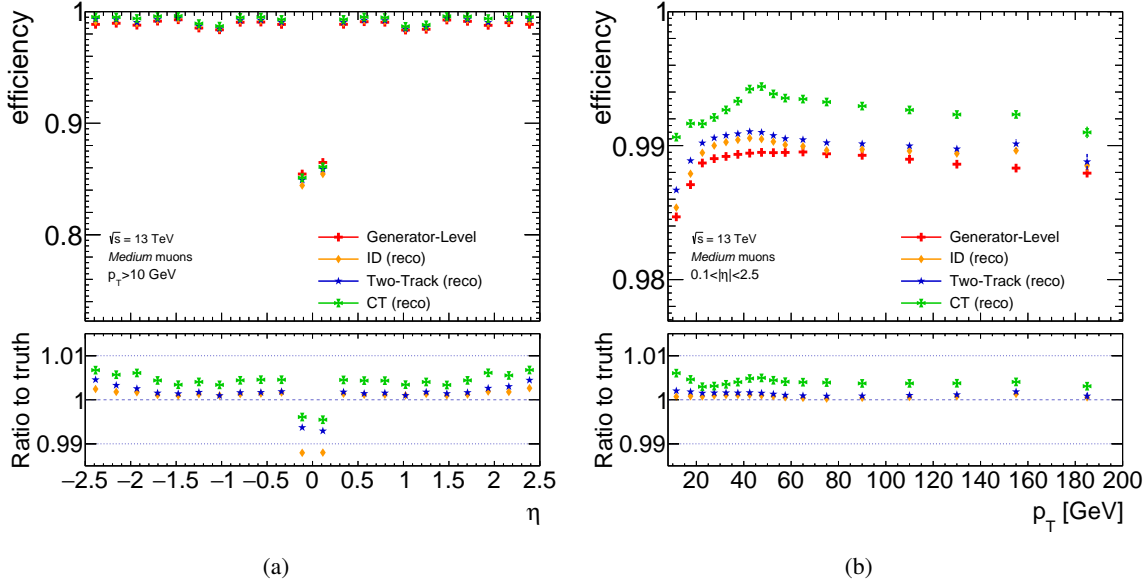 efficiency
1
0.9
0.8
√s = 13 TeV
Medium muons
p_T>10 GeV
Generator-Level
ID (reco)
Two-Track (reco)
CT (reco)
Ratio to truth
1.01
1
0.99
−2.5 −2 −1.5 −1 −0.5 0 0.5 1 1.5 2 2.5
η
(a)
efficiency
1
0.99
0.98
√s = 13 TeV
Medium muons
0.1<|η|<2.5
Generator-Level
ID (reco)
Two-Track (reco)
CT (reco)
Ratio to truth
1.01
1
0.99
20 40 60 80 100 120 140 160 180 200
p_T [GeV]
(b)